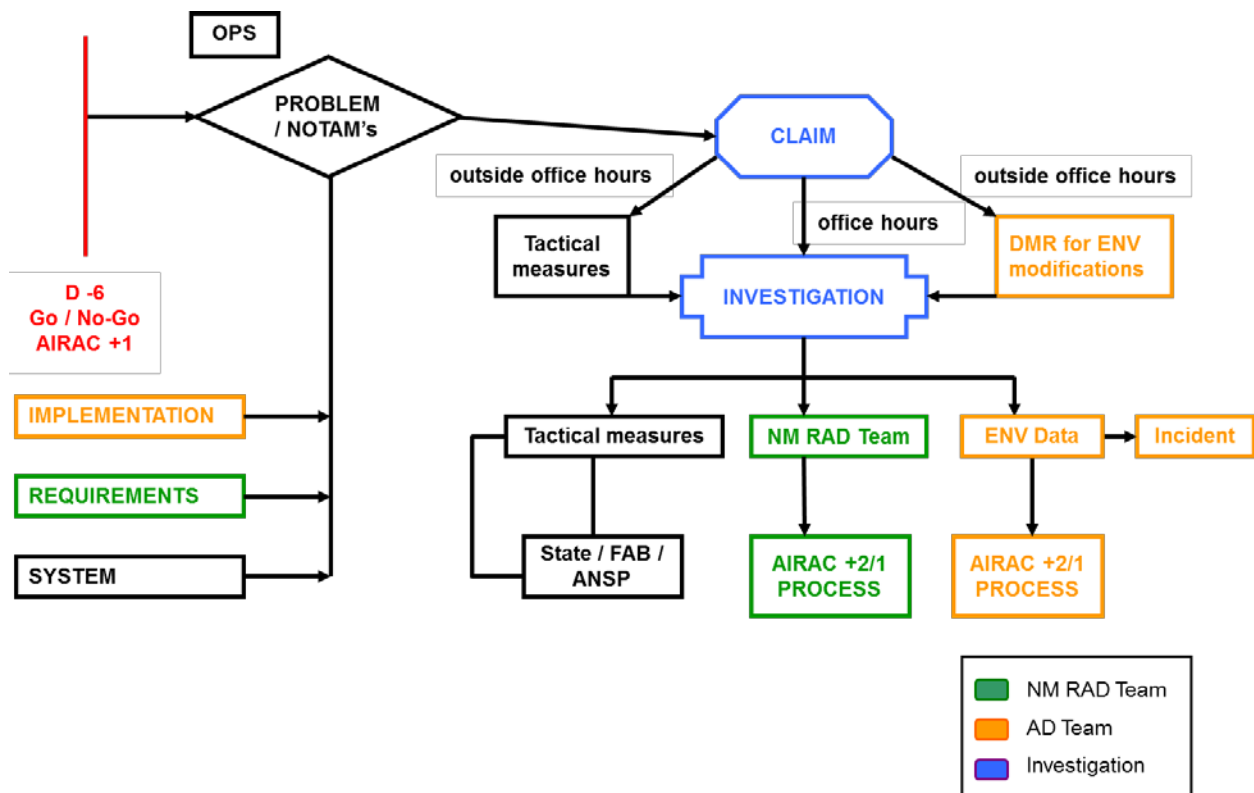 OPS
PROBLEM
/ NOTAM's
CLAIM
outside office hours
outside office hours
office hours
Tactical
measures
DMR for ENV
modifications
INVESTIGATION
D -6
Go / No-Go
AIRAC +1
IMPLEMENTATION
REQUIREMENTS
SYSTEM
Tactical measures
NM RAD Team
ENV Data
Incident
State / FAB /
ANSP
AIRAC +2/1
PROCESS
AIRAC +2/1
PROCESS
NM RAD Team
AD Team
Investigation